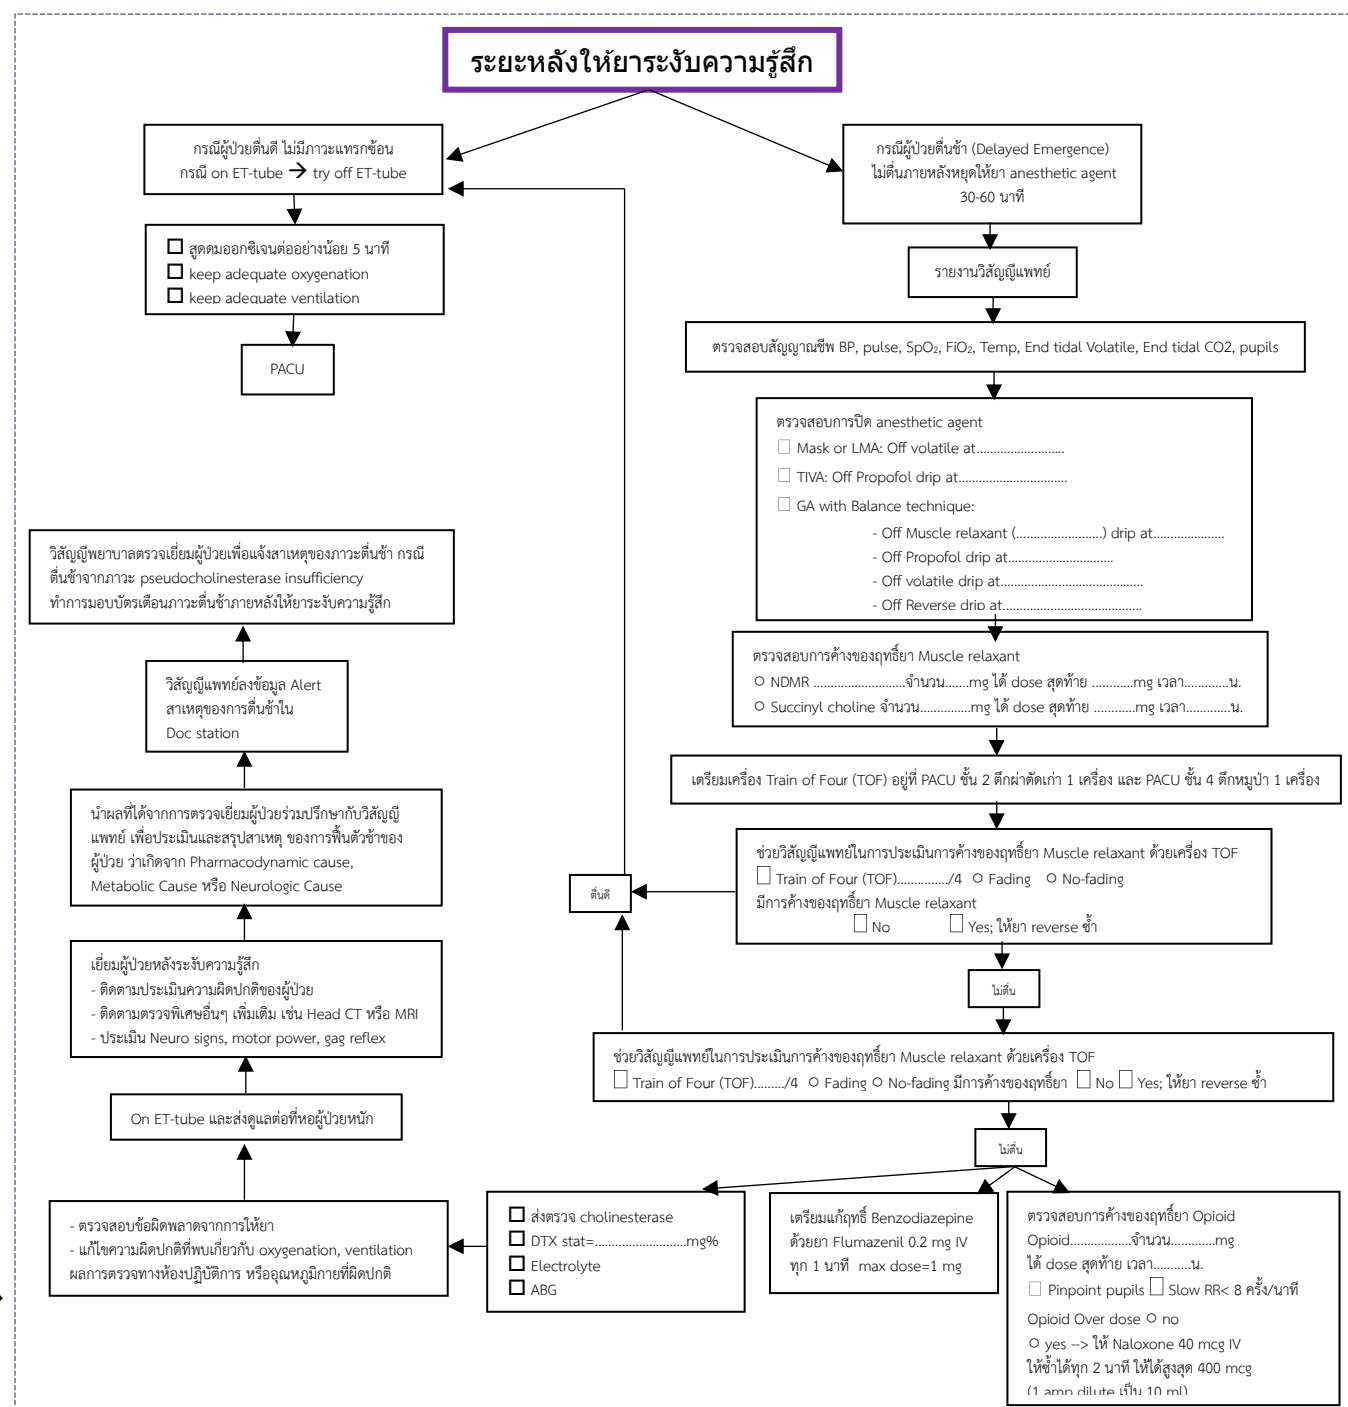 ระยะหลังให้ยาระงับความรู้สึก
กรณีผู้ป่วยตื่นดี ไม่มีภาวะแทรกซ้อน
กรณี on ET-tube → try off ET-tube
สูดดมออกซิเจนต่ออย่างน้อย 5 นาที
keep adequate oxygenation
keep adequate ventilation
PACU
กรณีผู้ป่วยตื่นช้า (Delayed Emergence)
ไม่ตื่นภายหลังหยุดให้ยา anesthetic agent
30-60 นาที
รายงานวิสัญญีแพทย์
ตรวจสอบสัญญาณชีพ BP, pulse, SpO₂, FiO₂, Temp, End tidal Volatile, End tidal CO2, pupils
ตรวจสอบการปิด anesthetic agent
☐ Mask or LMA: Off volatile at..........................
☐ TIVA: Off Propofol drip at................................
☐ GA with Balance technique:
- Off Muscle relaxant (..........................) drip at.....................
- Off Propofol drip at...............................
- Off volatile drip at..........................................
- Off Reverse drip at.........................................
ตรวจสอบการค้างของฤทธิ์ยา Muscle relaxant
○ NDMR ...........................จำนวน.......mg ได้ dose สุดท้าย ............mg เวลา.............น.
○ Succinyl choline จำนวน...............mg ได้ dose สุดท้าย ............mg เวลา.............น.
เตรียมเครื่อง Train of Four (TOF) อยู่ที่ PACU ชั้น 2 ตึกผ่าตัดเก่า 1 เครื่อง และ PACU ชั้น 4 ตึกหมูป่า 1 เครื่อง
ช่วยวิสัญญีแพทย์ในการประเมินการค้างของฤทธิ์ยา Muscle relaxant ด้วยเครื่อง TOF
☐ Train of Four (TOF).............../4 ○ Fading ○ No-fading
มีการค้างของฤทธิ์ยา Muscle relaxant
☐ No ☐ Yes; ให้ยา reverse ซ้ำ
ตื่นดี
ไม่ตื่น
ช่วยวิสัญญีแพทย์ในการประเมินการค้างของฤทธิ์ยา Muscle relaxant ด้วยเครื่อง TOF
☐ Train of Four (TOF)........./4 ○ Fading ○ No-fading มีการค้างของฤทธิ์ยา ☐ No ☐ Yes; ให้ยา reverse ซ้ำ
ไม่ตื่น
☐ ส่งตรวจ cholinesterase
☐ DTX stat=...........................mg%
☐ Electrolyte
☐ ABG
เตรียมแก้ฤทธิ์ Benzodiazepine
ด้วยยา Flumazenil 0.2 mg IV
ทุก 1 นาที max dose=1 mg
ตรวจสอบการค้างของฤทธิ์ยา Opioid
Opioid..................จำนวน.............mg
ได้ dose สุดท้าย เวลา...........น.
☐ Pinpoint pupils ☐ Slow RR< 8 ครั้ง/นาที
Opioid Over dose ○ no
○ yes --> ให้ Naloxone 40 mcg IV
ให้ซ้ำได้ทุก 2 นาที ให้ได้สูงสุด 400 mcg
(1 amp dilute เป็น 10 ml)
- ตรวจสอบข้อผิดพลาดจากการให้ยา
- แก้ไขความผิดปกติที่พบเกี่ยวกับ oxygenation, ventilation
ผลการตรวจทางห้องปฏิบัติการ หรืออุณหภูมิกายที่ผิดปกติ
On ET-tube และส่งดูแลต่อที่หอผู้ป่วยหนัก
เยี่ยมผู้ป่วยหลังระงับความรู้สึก
- ติดตามประเมินความผิดปกติของผู้ป่วย
- ติดตามตรวจพิเศษอื่นๆ เพิ่มเติม เช่น Head CT หรือ MRI
- ประเมิน Neuro signs, motor power, gag reflex
นำผลที่ได้จากการตรวจเยี่ยมผู้ป่วยร่วมปรึกษากับวิสัญญี
แพทย์ เพื่อประเมินและสรุปสาเหตุ ของการฟื้นตัวช้าของ
ผู้ป่วย ว่าเกิดจาก Pharmacodynamic cause,
Metabolic Cause หรือ Neurologic Cause
วิสัญญีแพทย์ลงข้อมูล Alert
สาเหตุของการตื่นช้าใน
Doc station
วิสัญญีพยาบาลตรวจเยี่ยมผู้ป่วยเพื่อแจ้งสาเหตุของภาวะตื่นช้า กรณี
ตื่นช้าจากภาวะ pseudocholinesterase insufficiency
ทำการมอบบัตรเตือนภาวะตื่นช้าภายหลังให้ยาระงับความรู้สึก